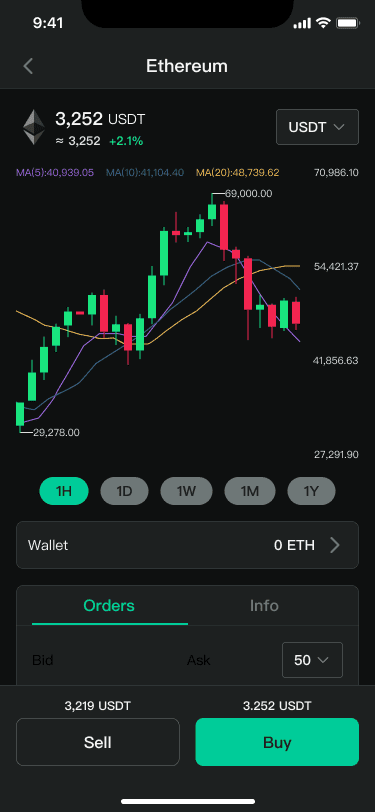 9:41
Ethereum
3,252 USDT
≈ 3,252 +2.1%
USDT
MA(5):40,939.05 MA(10):41,104.40 MA(20):48,739.62 70,986.10
69,000.00
54,421.37
41,856.63
29,278.00
27,291.90
1H 1D 1W 1M 1Y
Wallet 0 ETH
Orders Info
Bid Ask 50
3,219 USDT 3.252 USDT
Sell Buy